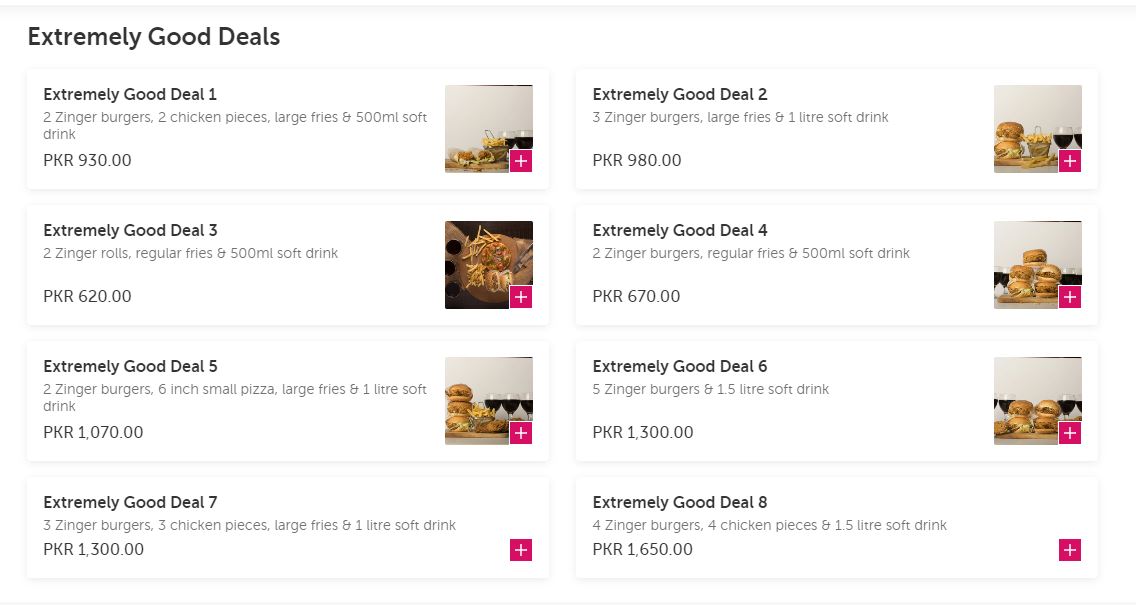 Extremely Good Deals
Extremely Good Deal 1
2 Zinger burgers, 2 chicken pieces, large fries & 500ml soft
drink
PKR 930.00
Extremely Good Deal 2
3 Zinger burgers, large fries & 1 litre soft drink
PKR 980.00
Extremely Good Deal 3
2 Zinger rolls, regular fries & 500ml soft drink
PKR 620.00
Extremely Good Deal 4
2 Zinger burgers, regular fries & 500ml soft drink
PKR 670.00
Extremely Good Deal 5
2 Zinger burgers, 6 inch small pizza, large fries & 1 litre soft
drink
PKR 1,070.00
Extremely Good Deal 6
5 Zinger burgers & 1.5 litre soft drink
PKR 1,300.00
Extremely Good Deal 7
3 Zinger burgers, 3 chicken pieces, large fries & 1 litre soft drink
PKR 1,300.00
Extremely Good Deal 8
4 Zinger burgers, 4 chicken pieces & 1.5 litre soft drink
PKR 1,650.00